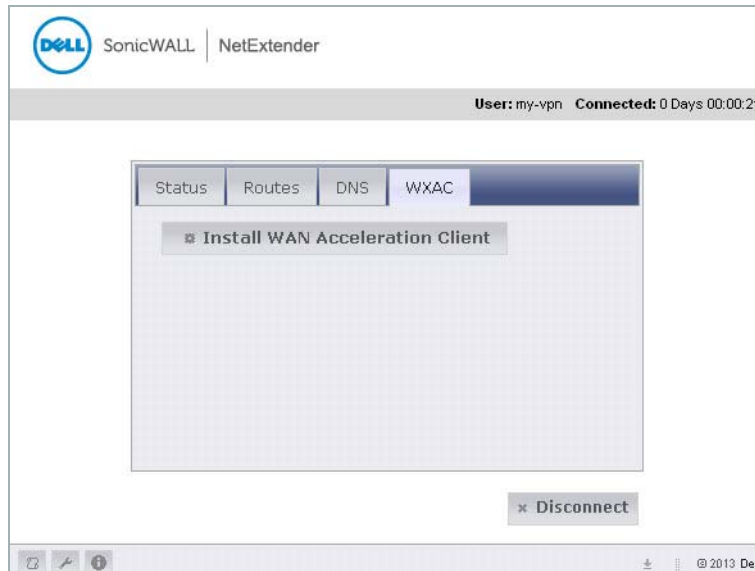 DELL SonicWALL | NetExtender
User: my-vpn Connected: 0 Days 00:00:2
Status Routes DNS WXAC
Install WAN Acceleration Client
× Disconnect
© 2013 De